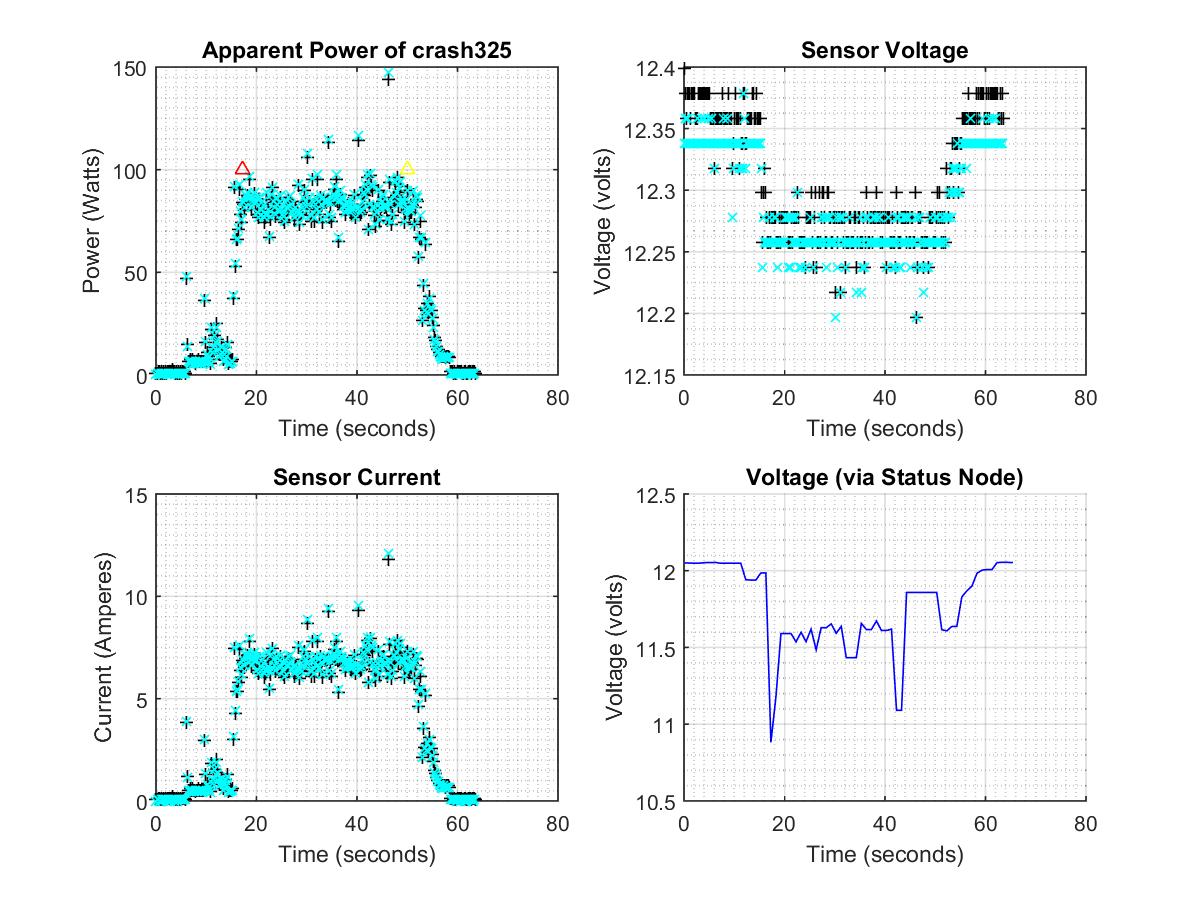 Apparent Power of crash325
150
100
50
0
0 20 40 60 80
Power (Watts)
Time (seconds)
Sensor Voltage
12.4
12.35
12.3
12.25
12.2
12.15
0 20 40 60 80
Voltage (volts)
Time (seconds)
Sensor Current
15
10
5
0
0 20 40 60 80
Current (Amperes)
Time (seconds)
Voltage (via Status Node)
12.5
12
11.5
11
10.5
0 20 40 60 80
Voltage (volts)
Time (seconds)